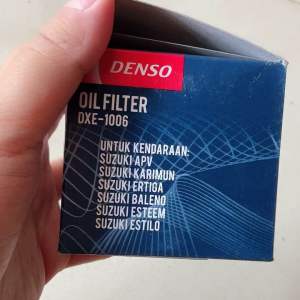 DENSO
OIL FILTER
DXE-1006
UNTUK KENDARAAN:
SUZUKI APV
SUZUKI KARIMUN
SUZUKI ERTIGA
SUZUKI BALENO
SUZUKI ESTEEM
SUZUKI ESTILO